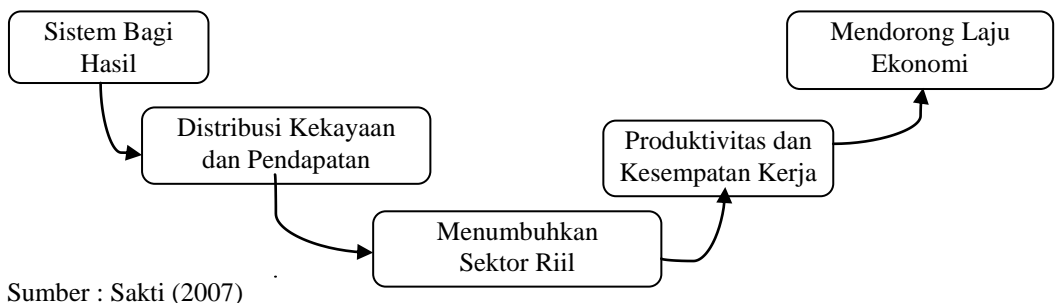 Sistem Bagi
Hasil
Distribusi Kekayaan
dan Pendapatan
Menumbuhkan
Sektor Riil
Produktivitas dan
Kesempatan Kerja
Mendorong Laju
Ekonomi
Sumber : Sakti (2007)